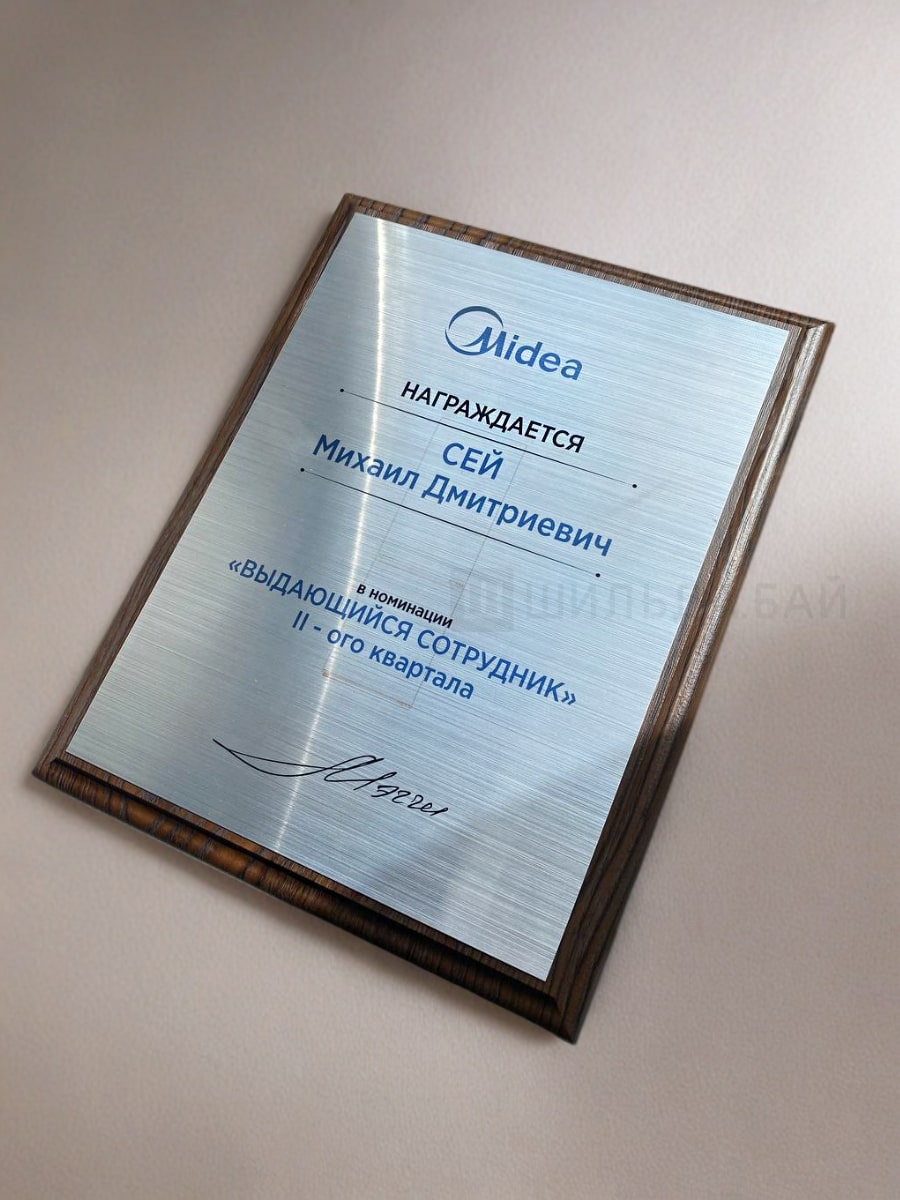 Midea
НАГРАЖДАЕТСЯ
СЕЙ
Михаил Дмитриевич
в номинации
«ВЫДАЮЩИЙСЯ СОТРУДНИК»
II - ого квартала